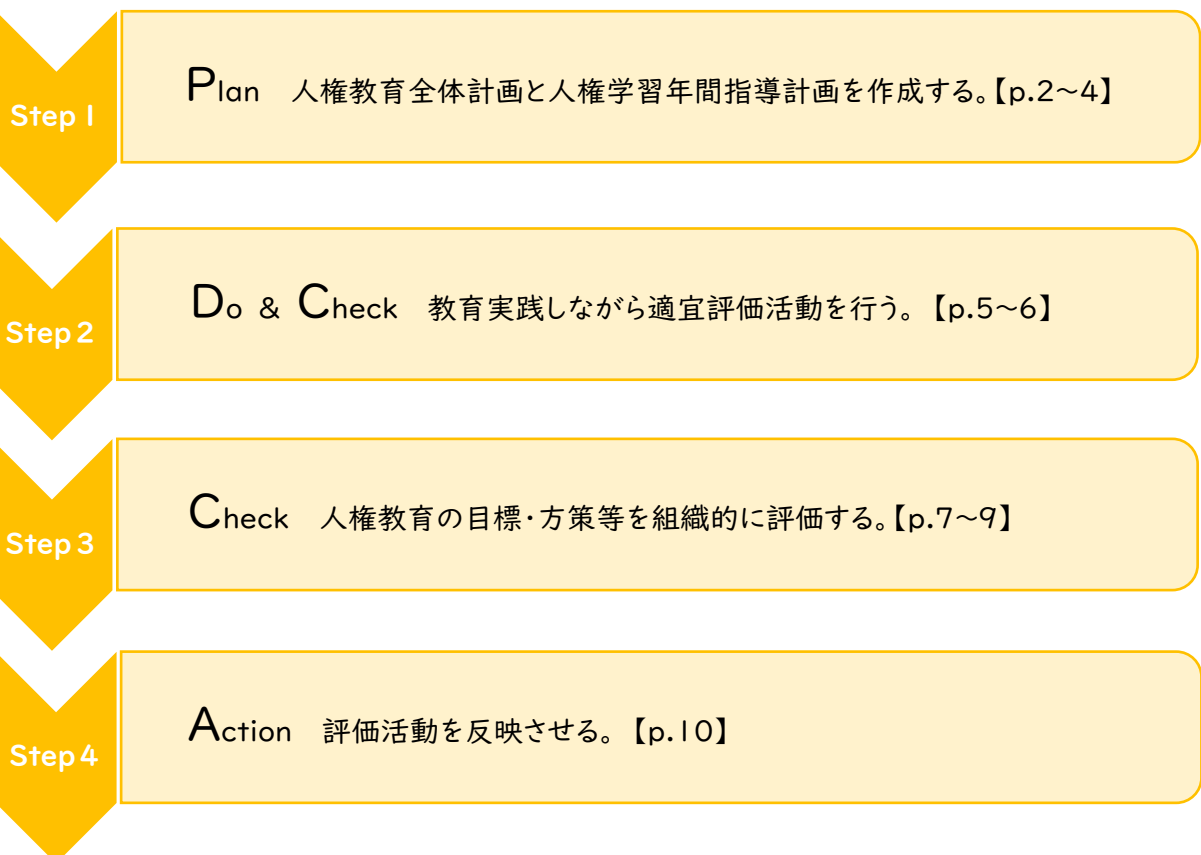 Step 1
Plan 人権教育全体計画と人権学習年間指導計画を作成する。【p.2~4】
Step 2
Do & Check 教育実践しながら適宜評価活動を行う。【p.5~6】
Step 3
Check 人権教育の目標・方策等を組織的に評価する。【p.7~9】
Step 4
Action 評価活動を反映させる。【p.10】